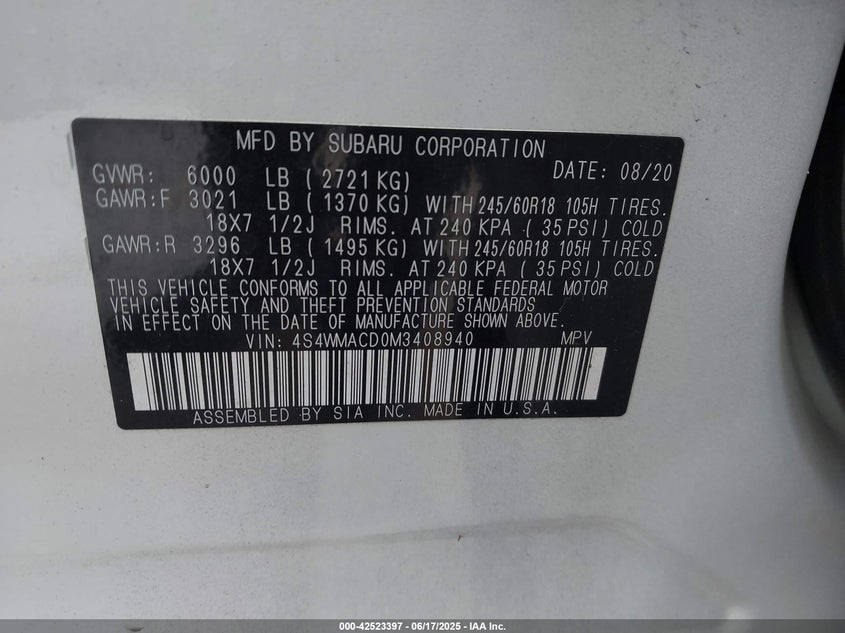 MFD BY SUBARU CORPORATION
GVWR: 6000 LB ( 2721 KG) DATE: 08/20
GAWR:F 3021 LB ( 1370 KG) WITH 245/60R18 105H TIRES.
18X7 1/2J RIMS. AT 240 KPA ( 35 PSI) COLD
GAWR:R 3296 LB ( 1495 KG) WITH 245/60R18 105H TIRES.
18X7 1/2J RIMS. AT 240 KPA ( 35 PSI) COLD
THIS VEHICLE CONFORMS TO ALL APPLICABLE FEDERAL MOTOR
VEHICLE SAFETY AND THEFT PREVENTION STANDARDS
IN EFFECT ON THE DATE OF MANUFACTURE SHOWN ABOVE.
VIN: 4S4WMACD0M3408940 MPV
ASSEMBLED BY SIA INC. MADE IN U.S.A.
000-42523397 - 06/17/2025 - IAA Inc.